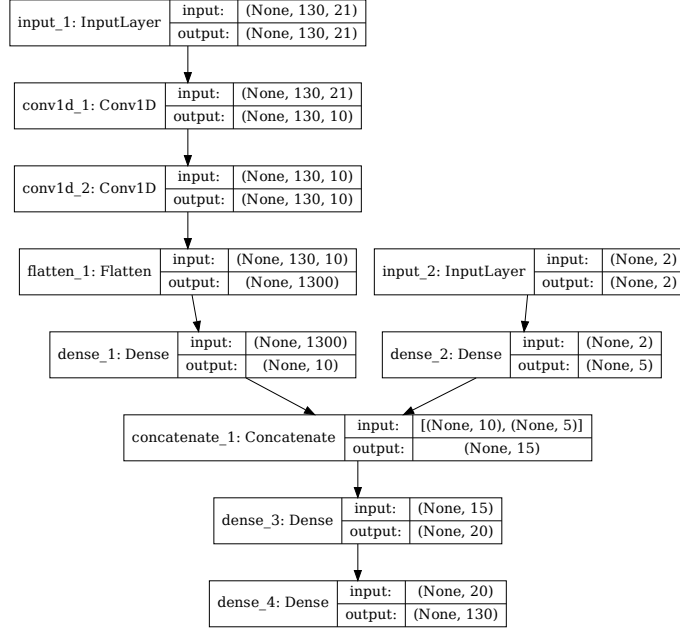 input_1: InputLayer
input: (None, 130, 21)
output: (None, 130, 21)
conv1d_1: Conv1D
input: (None, 130, 21)
output: (None, 130, 10)
conv1d_2: Conv1D
input: (None, 130, 10)
output: (None, 130, 10)
flatten_1: Flatten
input: (None, 130, 10)
output: (None, 1300)
input_2: InputLayer
input: (None, 2)
output: (None, 2)
dense_1: Dense
input: (None, 1300)
output: (None, 10)
dense_2: Dense
input: (None, 2)
output: (None, 5)
concatenate_1: Concatenate
input: [(None, 10), (None, 5)]
output: (None, 15)
dense_3: Dense
input: (None, 15)
output: (None, 20)
dense_4: Dense
input: (None, 20)
output: (None, 130)